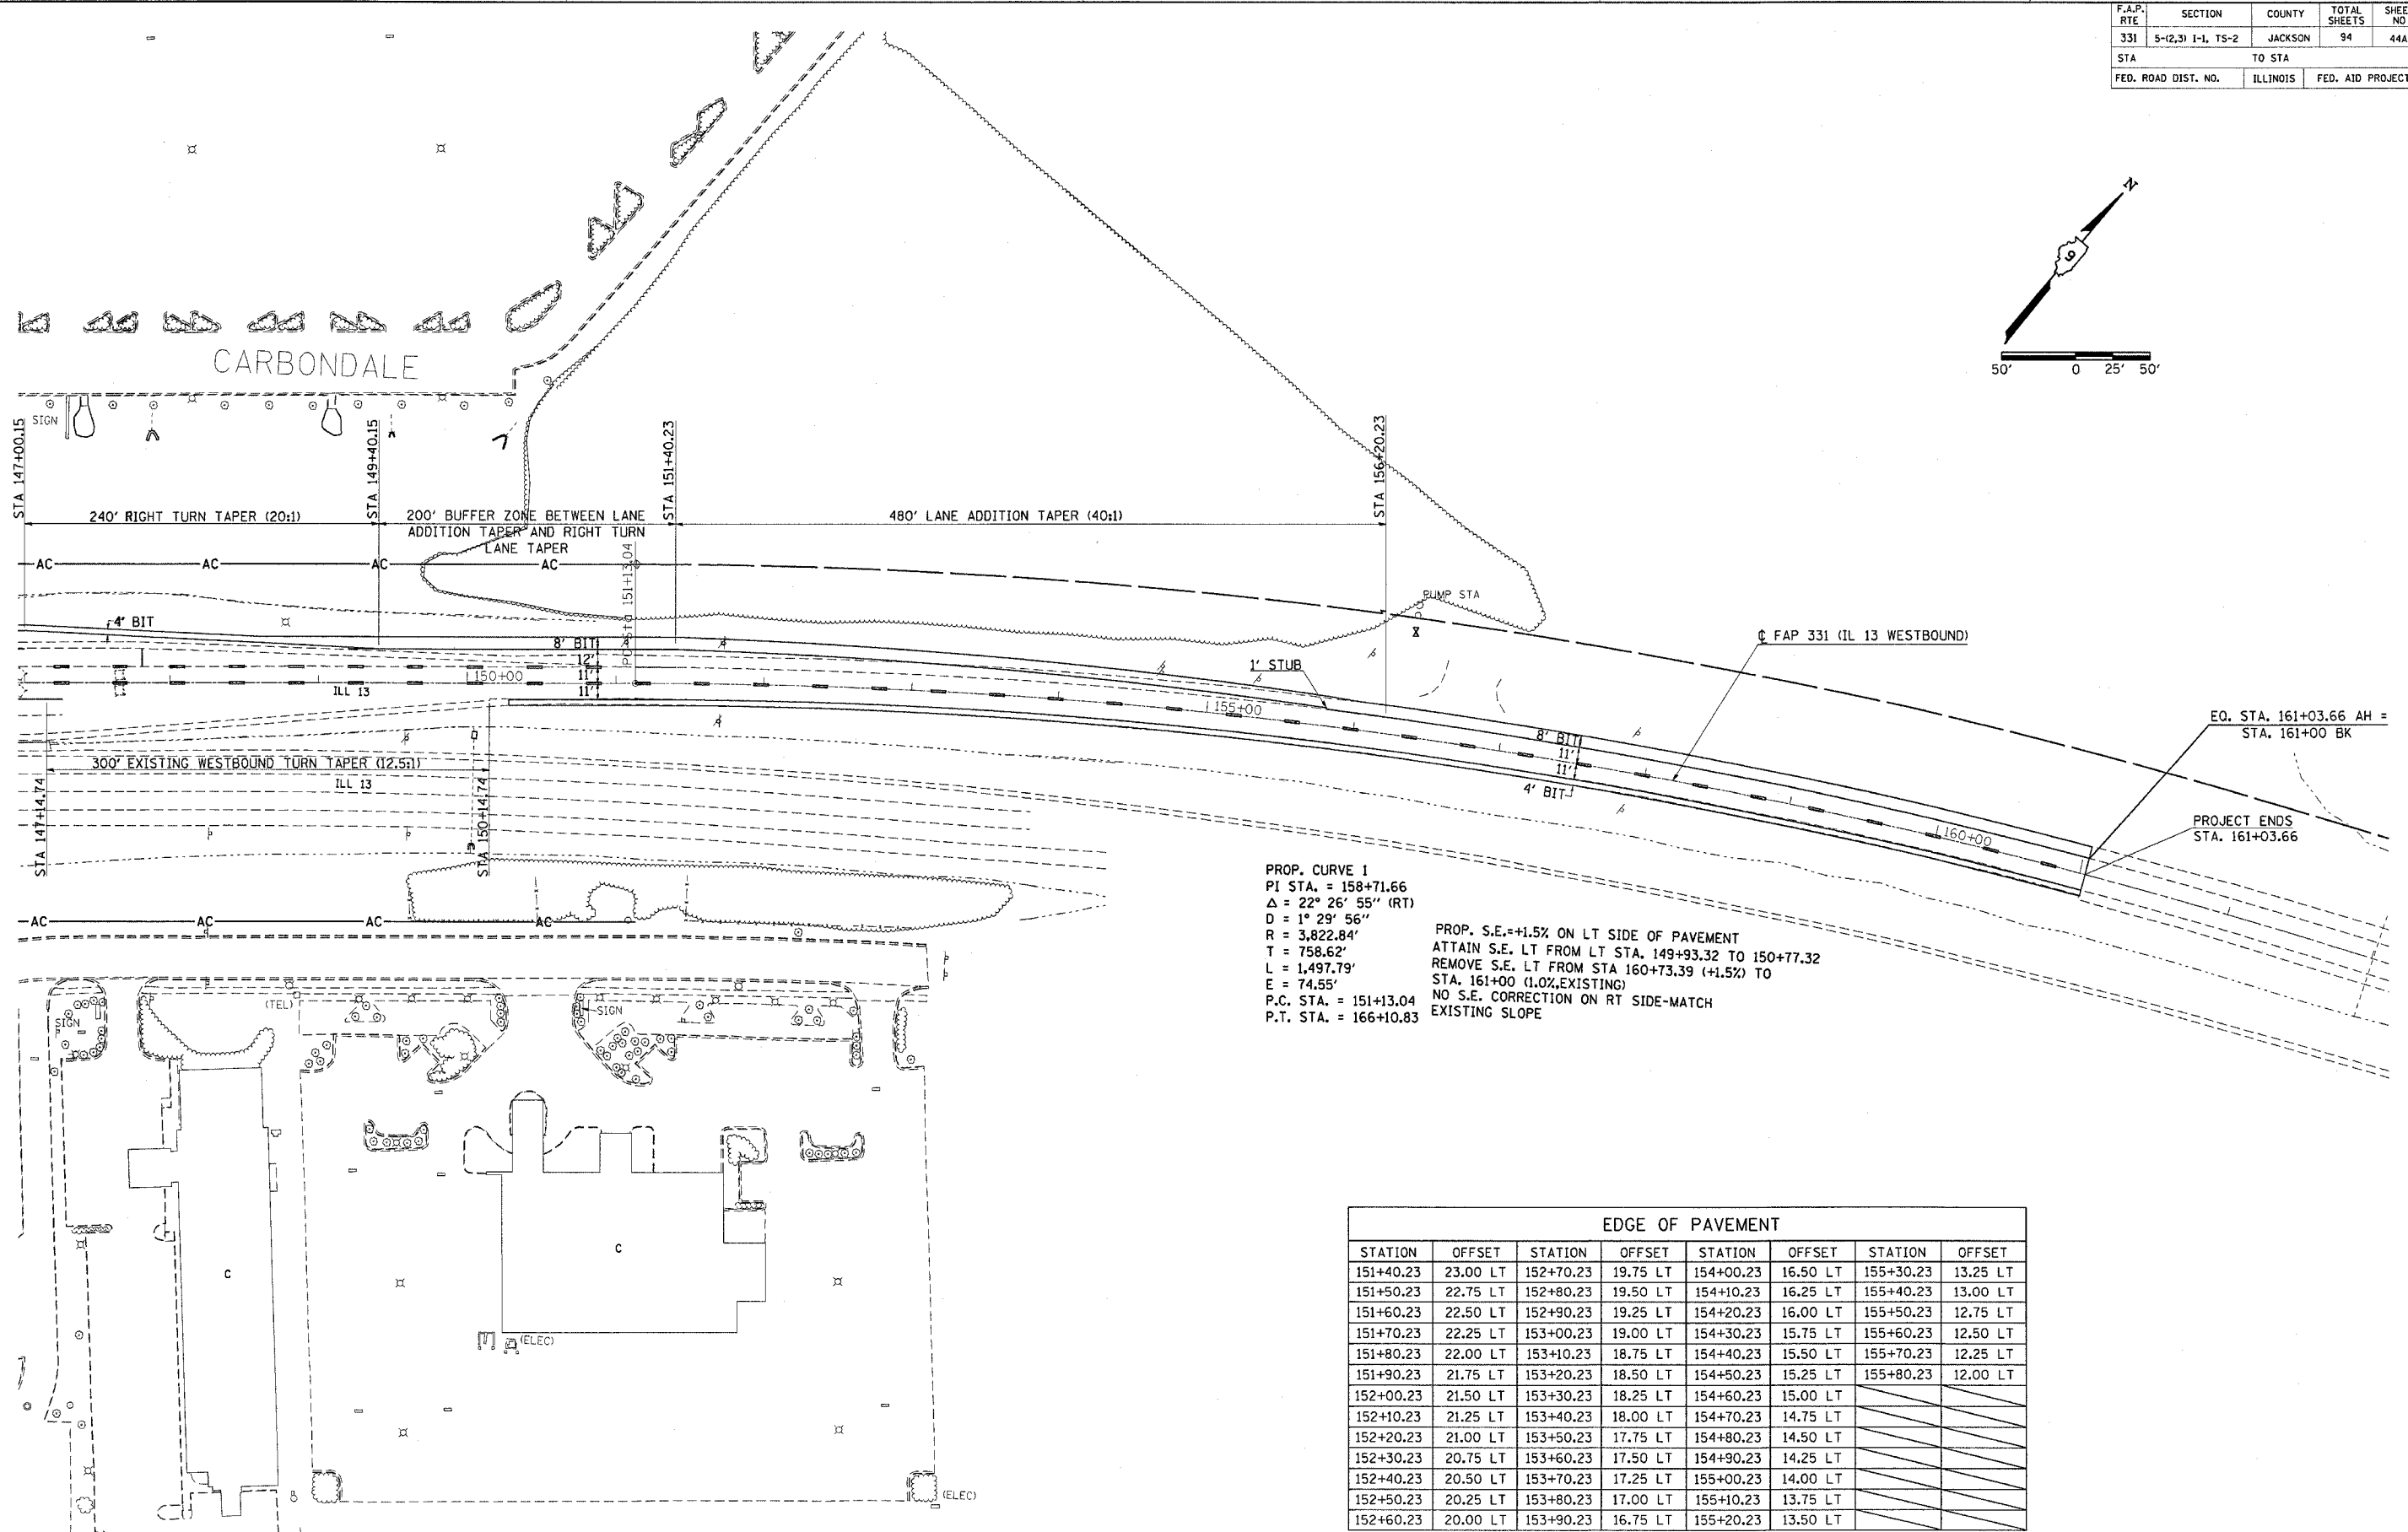 F.A.P. RTE SECTION COUNTY TOTAL SHEETS SHEE NO
331 5-(2,3) I-1, TS-2 JACKSON 94 44A
STA TO STA
FED. ROAD DIST. NO. ILLINOIS FED. AID PROJECT
N
9
50' 0 25' 50'
CARBONDALE
SIGN
STA 147+00.15
STA 149+40.15
STA 151+40.23
STA 156+20.23
240' RIGHT TURN TAPER (20:1)
200' BUFFER ZONE BETWEEN LANE
ADDITION TAPER AND RIGHT TURN
LANE TAPER
480' LANE ADDITION TAPER (40:1)
AC AC AC AC
151+13.04
PUMP STA
4' BIT
8' BIT
12'
11'
11'
150+00
ILL 13
1' STUB
155+00
₵ FAP 331 (IL 13 WESTBOUND)
8' BIT
11'
11'
4' BIT
160+00
EQ. STA. 161+03.66 AH =
STA. 161+00 BK
PROJECT ENDS
STA. 161+03.66
300' EXISTING WESTBOUND TURN TAPER (12.5:1)
ILL 13
STA 147+14.74
STA 150+14.74
AC AC AC AC
PROP. CURVE 1
PI STA. = 158+71.66
Δ = 22° 26' 55'' (RT)
D = 1° 29' 56''
R = 3,822.84'
T = 758.62'
L = 1,497.79'
E = 74.55'
P.C. STA. = 151+13.04
P.T. STA. = 166+10.83
PROP. S.E.=+1.5% ON LT SIDE OF PAVEMENT
ATTAIN S.E. LT FROM LT STA. 149+93.32 TO 150+77.32
REMOVE S.E. LT FROM STA 160+73.39 (+1.5%) TO
STA. 161+00 (1.0%,EXISTING)
NO S.E. CORRECTION ON RT SIDE-MATCH
EXISTING SLOPE
(TEL)
SIGN
SIGN
C
C
(ELEC)
(ELEC)
EDGE OF PAVEMENT
STATION OFFSET STATION OFFSET STATION OFFSET STATION OFFSET
151+40.23 23.00 LT 152+70.23 19.75 LT 154+00.23 16.50 LT 155+30.23 13.25 LT
151+50.23 22.75 LT 152+80.23 19.50 LT 154+10.23 16.25 LT 155+40.23 13.00 LT
151+60.23 22.50 LT 152+90.23 19.25 LT 154+20.23 16.00 LT 155+50.23 12.75 LT
151+70.23 22.25 LT 153+00.23 19.00 LT 154+30.23 15.75 LT 155+60.23 12.50 LT
151+80.23 22.00 LT 153+10.23 18.75 LT 154+40.23 15.50 LT 155+70.23 12.25 LT
151+90.23 21.75 LT 153+20.23 18.50 LT 154+50.23 15.25 LT 155+80.23 12.00 LT
152+00.23 21.50 LT 153+30.23 18.25 LT 154+60.23 15.00 LT
152+10.23 21.25 LT 153+40.23 18.00 LT 154+70.23 14.75 LT
152+20.23 21.00 LT 153+50.23 17.75 LT 154+80.23 14.50 LT
152+30.23 20.75 LT 153+60.23 17.50 LT 154+90.23 14.25 LT
152+40.23 20.50 LT 153+70.23 17.25 LT 155+00.23 14.00 LT
152+50.23 20.25 LT 153+80.23 17.00 LT 155+10.23 13.75 LT
152+60.23 20.00 LT 153+90.23 16.75 LT 155+20.23 13.50 LT